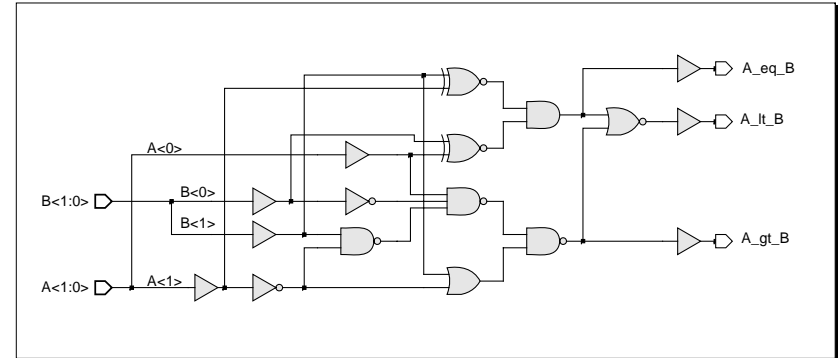 A_eq_B
A_lt_B
A<0>
B<0>
B<1:0>
B<1>
A_gt_B
A<1>
A<1:0>